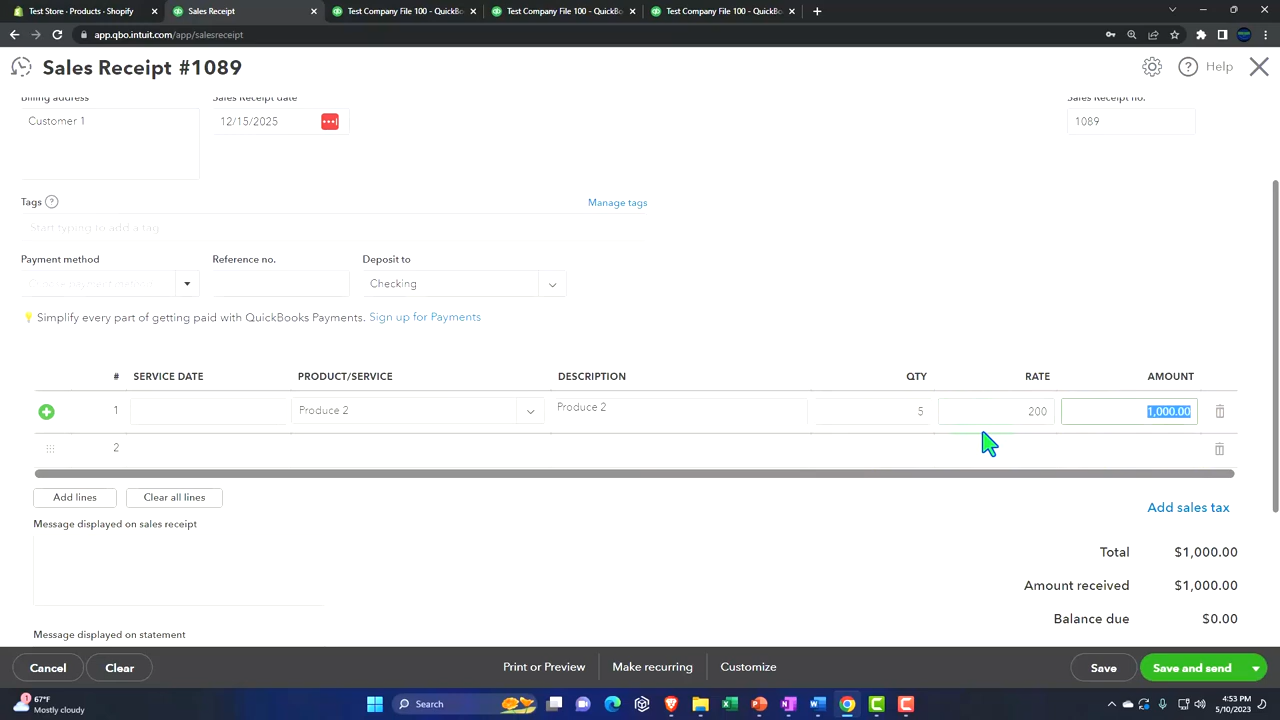 Test Store · Products · Shopify
Sales Receipt
Test Company File 100 - QuickBo
Test Company File 100 - QuickBo
Test Company File 100 - QuickBo
app.qbo.intuit.com/app/salesreceipt
Sales Receipt #1089
Help
Billing address
Sales Receipt date
Sales Receipt no.
Customer 1
12/15/2025
1089
Tags
Manage tags
Start typing to add a tag
Payment method
Reference no.
Deposit to
Choose payment method
Checking
Simplify every part of getting paid with QuickBooks Payments. Sign up for Payments
# SERVICE DATE PRODUCT/SERVICE DESCRIPTION QTY RATE AMOUNT
1 Produce 2 Produce 2 5 200 1,000.00
2
Add lines
Clear all lines
Add sales tax
Message displayed on sales receipt
Total $1,000.00
Amount received $1,000.00
Balance due $0.00
Message displayed on statement
Cancel
Clear
Print or Preview
Make recurring
Customize
Save
Save and send
1
67°F
Mostly cloudy
Search
4:53 PM
5/10/2023